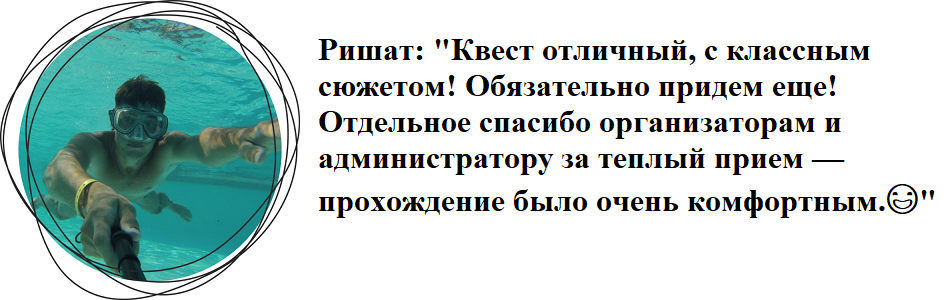 Ришат: "Квест отличный, с классным
сюжетом! Обязательно придем еще!
Отдельное спасибо организаторам и
администратору за теплый прием —
прохождение было очень комфортным.😄"